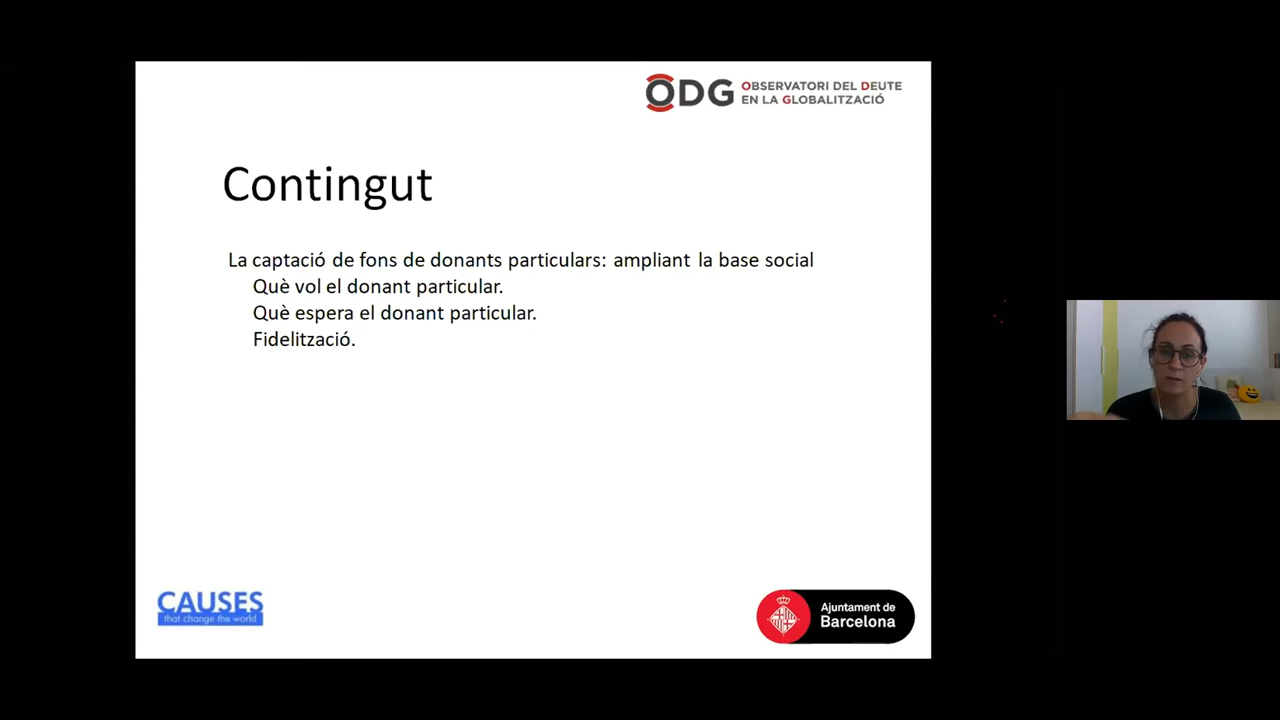 ODG OBSERVATORI DEL DEUTE
EN LA GLOBALITZACIÓ
Contingut
La captació de fons de donants particulars: ampliant la base social
Què vol el donant particular.
Què espera el donant particular.
Fidelització.
CAUSES
that change the world
Ajuntament de
Barcelona